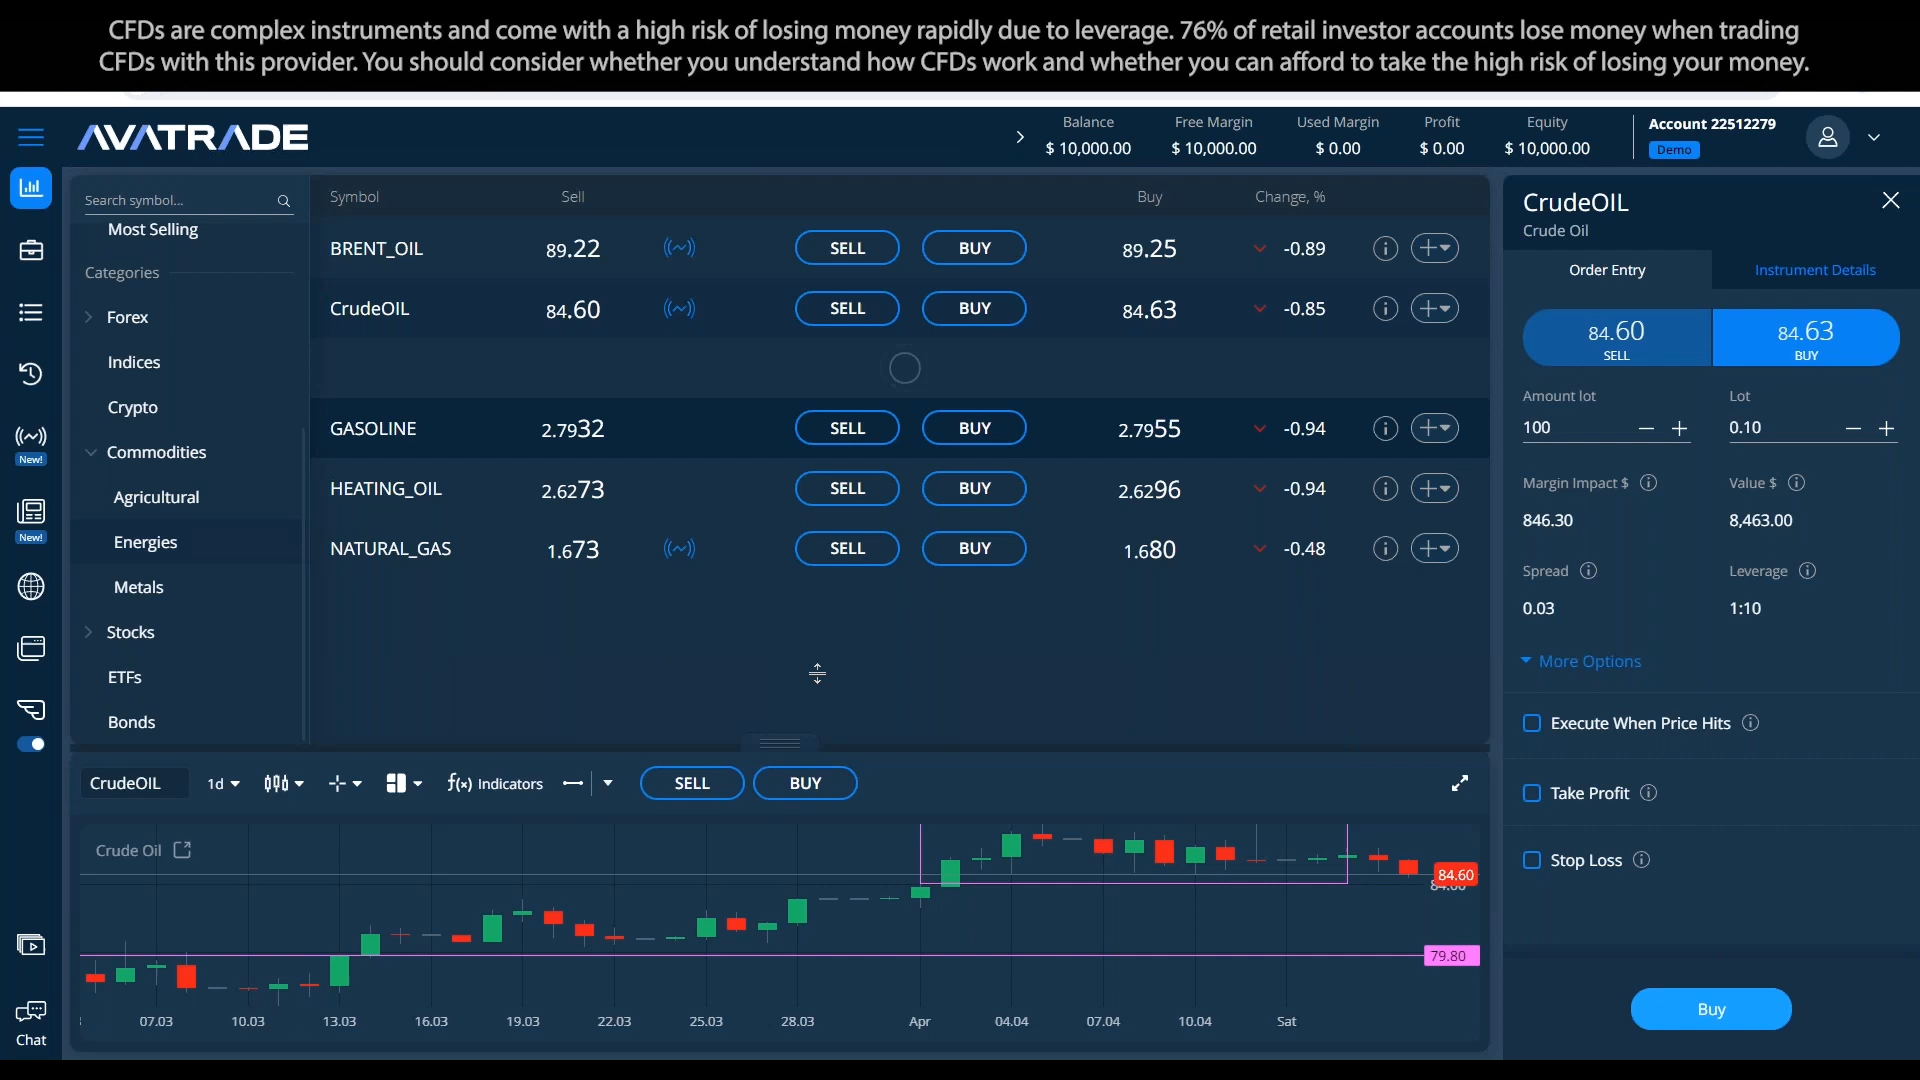 CFDs are complex instruments and come with a high risk of losing money rapidly due to leverage. 76% of retail investor accounts lose money when trading
CFDs with this provider. You should consider whether you understand how CFDs work and whether you can afford to take the high risk of losing your money.
AVATRADE
Balance
$ 10,000.00
Free Margin
$ 10,000.00
Used Margin
$ 0.00
Profit
$ 0.00
Equity
$ 10,000.00
Account 22512279
Demo
New!
New!
Chat
Search symbol...
Most Selling
Categories
Forex
Indices
Crypto
Commodities
Agricultural
Energies
Metals
Stocks
ETFs
Bonds
Symbol Sell Buy Change, %
BRENT_OIL 89.22 SELL BUY 89.25 -0.89
CrudeOIL 84.60 SELL BUY 84.63 -0.85
GASOLINE 2.7932 SELL BUY 2.7955 -0.94
HEATING_OIL 2.6273 SELL BUY 2.6296 -0.94
NATURAL_GAS 1.673 SELL BUY 1.680 -0.48
CrudeOIL 1d f(x) Indicators SELL BUY
Crude Oil
84.60
79.80
07.03 10.03 13.03 16.03 19.03 22.03 25.03 28.03 Apr 04.04 07.04 10.04 Sat
CrudeOIL
Crude Oil
Order Entry Instrument Details
84.60 84.63
SELL BUY
Amount lot Lot
100 0.10
Margin Impact $ Value $
846.30 8,463.00
Spread Leverage
0.03 1:10
More Options
Execute When Price Hits
Take Profit
Stop Loss
Buy